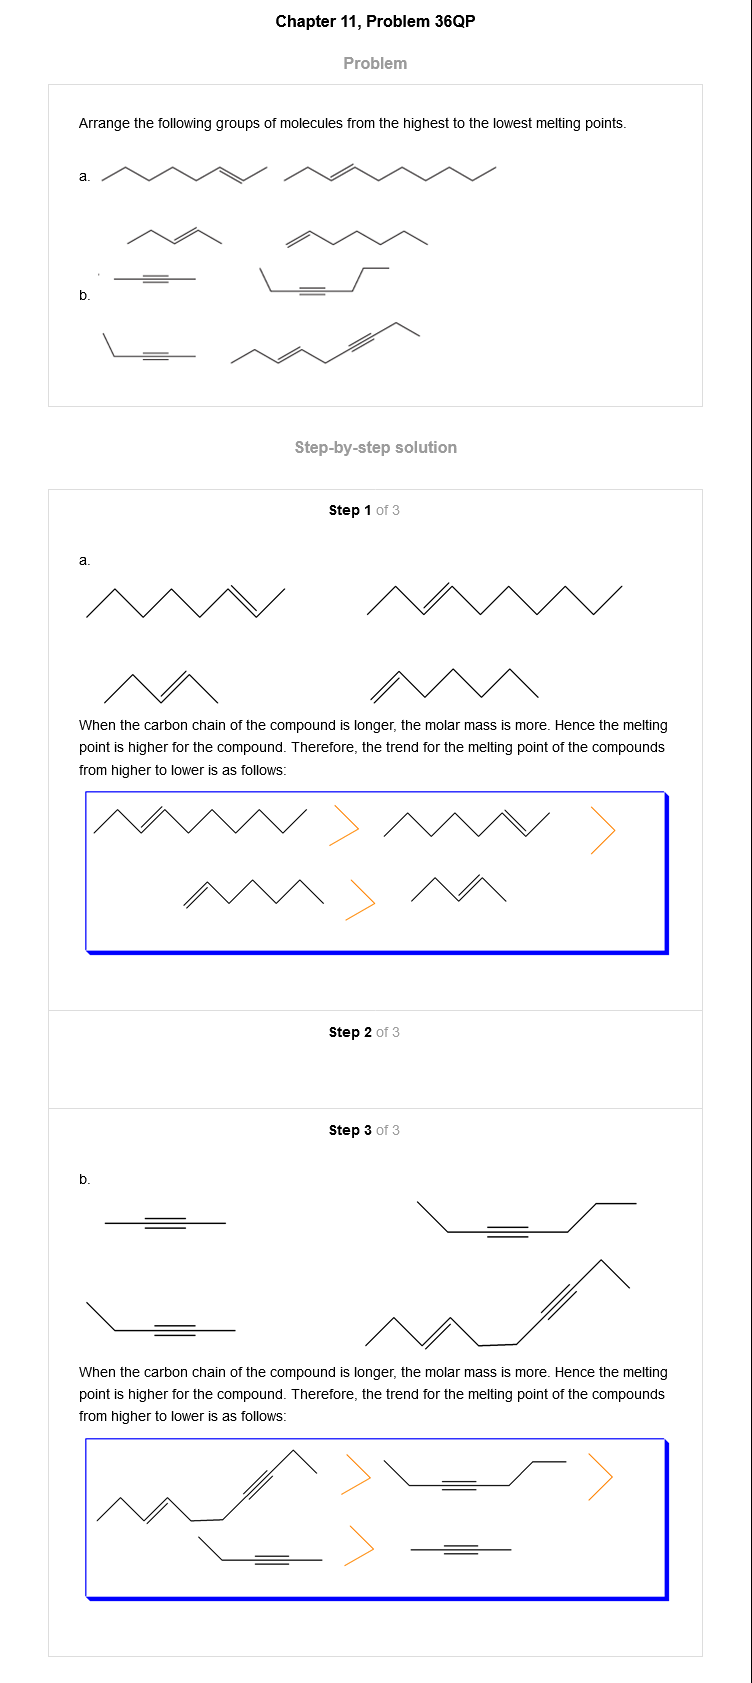 Chapter 11, Problem 36QP
Problem
Arrange the following groups of molecules from the highest to the lowest melting points.
a.
b.
Step-by-step solution
Step 1 of 3
a.
When the carbon chain of the compound is longer, the molar mass is more. Hence the melting
point is higher for the compound. Therefore, the trend for the melting point of the compounds
from higher to lower is as follows:
Step 2 of 3
Step 3 of 3
b.
When the carbon chain of the compound is longer, the molar mass is more. Hence the melting
point is higher for the compound. Therefore, the trend for the melting point of the compounds
from higher to lower is as follows: